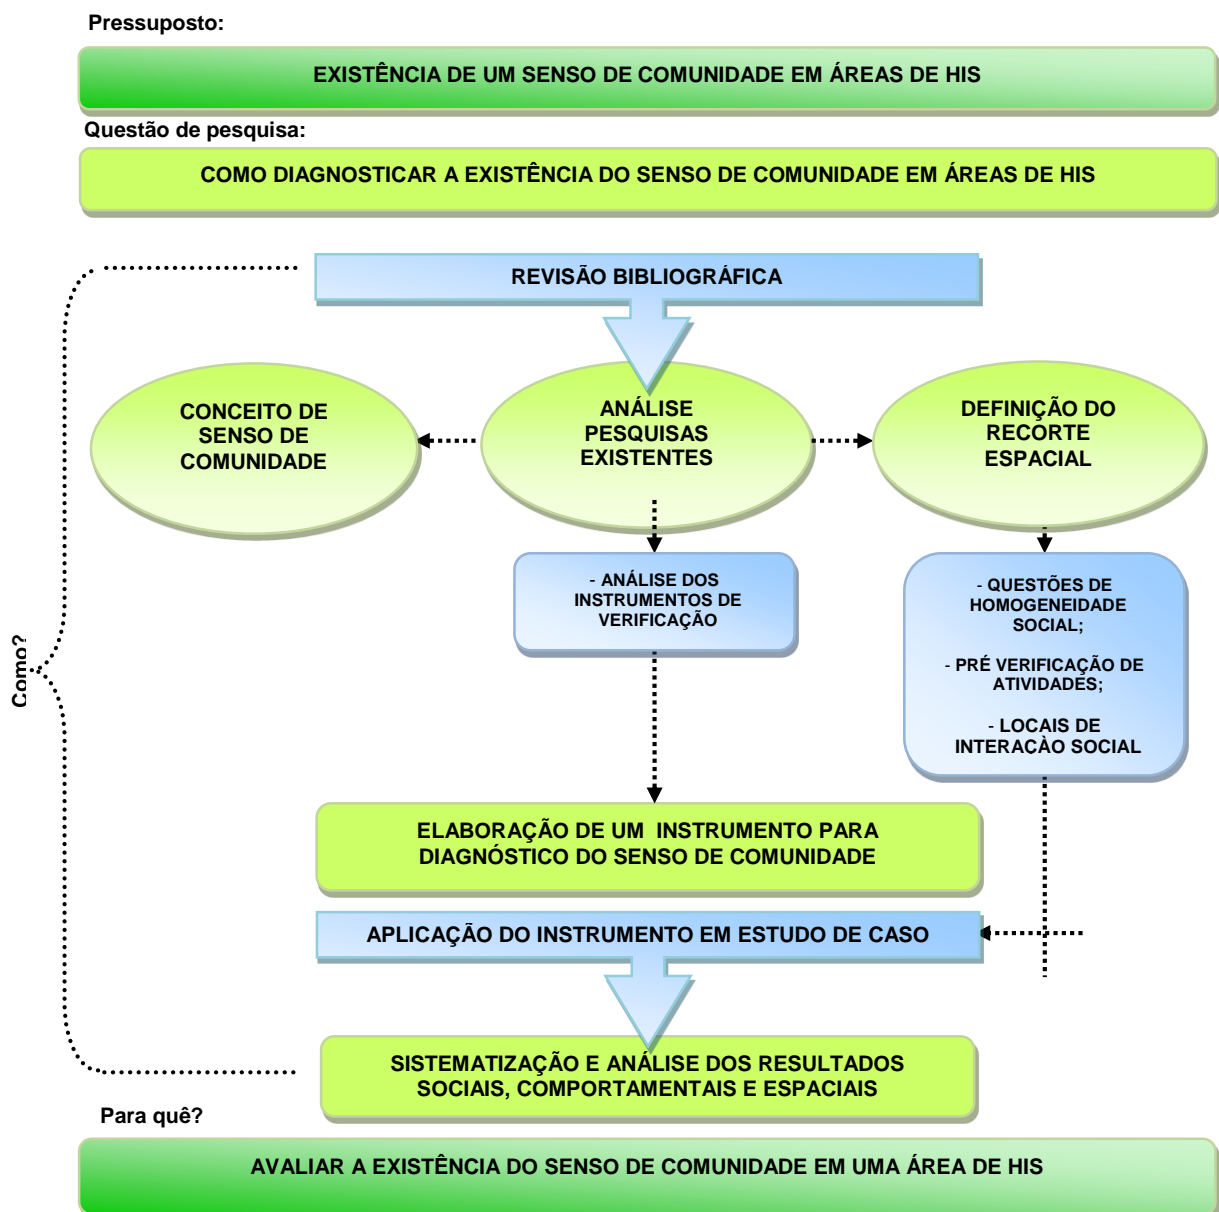 Pressuposto:
EXISTÊNCIA DE UM SENSO DE COMUNIDADE EM ÁREAS DE HIS
Questão de pesquisa:
COMO DIAGNOSTICAR A EXISTÊNCIA DO SENSO DE COMUNIDADE EM ÁREAS DE HIS
REVISÃO BIBLIOGRÁFICA
CONCEITO DE
SENSO DE
COMUNIDADE
ANÁLISE
PESQUISAS
EXISTENTES
DEFINIÇÃO DO
RECORTE
ESPACIAL
- ANÁLISE DOS
INSTRUMENTOS DE
VERIFICAÇÃO
- QUESTÕES DE
HOMOGENEIDADE
SOCIAL;
- PRÉ VERIFICAÇÃO DE
ATIVIDADES;
- LOCAIS DE
INTERAÇÀO SOCIAL
Como?
ELABORAÇÃO DE UM INSTRUMENTO PARA
DIAGNÓSTICO DO SENSO DE COMUNIDADE
APLICAÇÃO DO INSTRUMENTO EM ESTUDO DE CASO
SISTEMATIZAÇÃO E ANÁLISE DOS RESULTADOS
SOCIAIS, COMPORTAMENTAIS E ESPACIAIS
Para quê?
AVALIAR A EXISTÊNCIA DO SENSO DE COMUNIDADE EM UMA ÁREA DE HIS